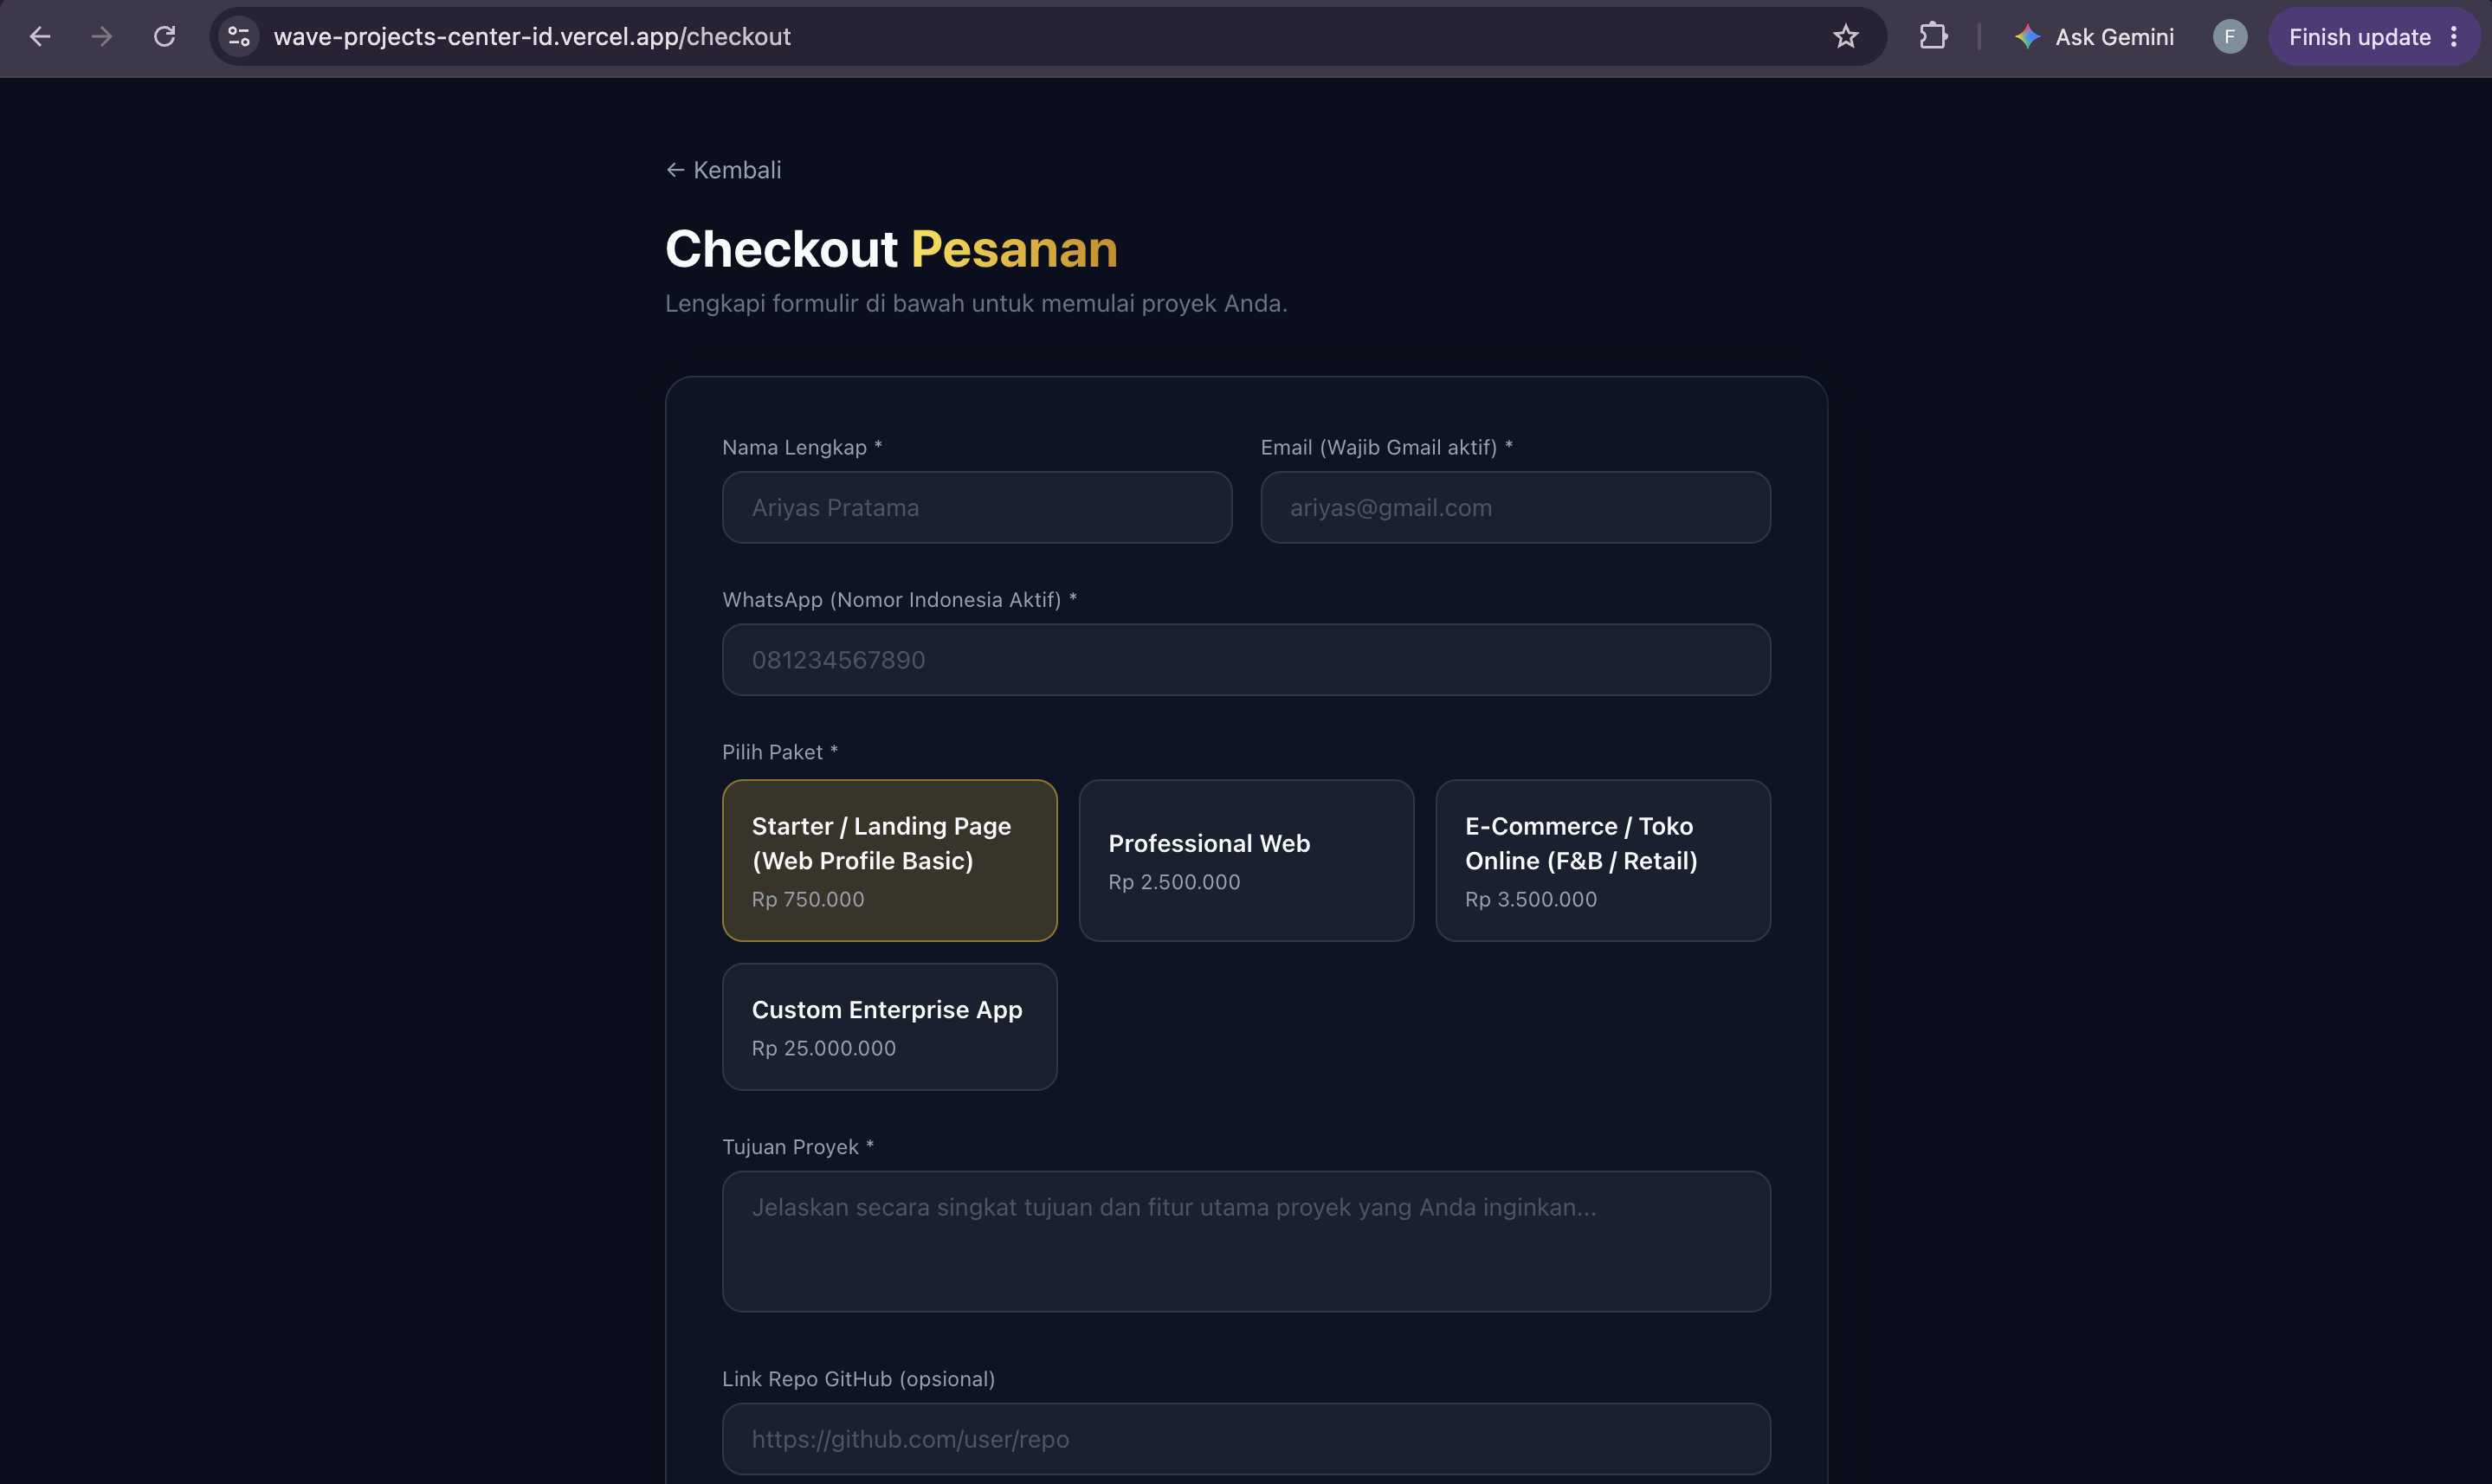 wave-projects-center-id.vercel.app/checkout
Ask Gemini
F
Finish update
← Kembali
Checkout Pesanan
Lengkapi formulir di bawah untuk memulai proyek Anda.
Nama Lengkap *
Email (Wajib Gmail aktif) *
Ariyas Pratama
ariyas@gmail.com
WhatsApp (Nomor Indonesia Aktif) *
081234567890
Pilih Paket *
Starter / Landing Page
(Web Profile Basic)
Rp 750.000
Professional Web
Rp 2.500.000
E-Commerce / Toko
Online (F&B / Retail)
Rp 3.500.000
Custom Enterprise App
Rp 25.000.000
Tujuan Proyek *
Jelaskan secara singkat tujuan dan fitur utama proyek yang Anda inginkan...
Link Repo GitHub (opsional)
https://github.com/user/repo